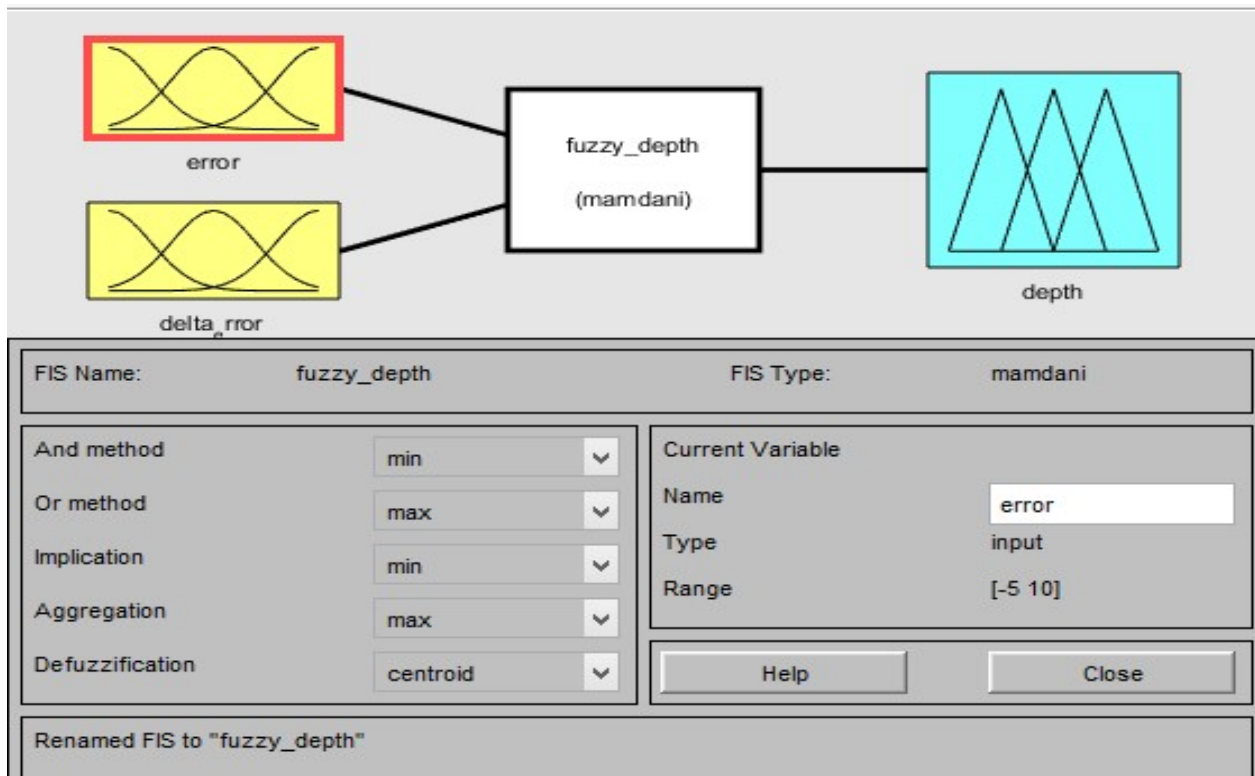 error
delta_error
fuzzy_depth
(mamdani)
depth
FIS Name: fuzzy_depth FIS Type: mamdani
And method min
Or method max
Implication min
Aggregation max
Defuzzification centroid
Current Variable
Name error
Type input
Range [-5 10]
Help Close
Renamed FIS to "fuzzy_depth"